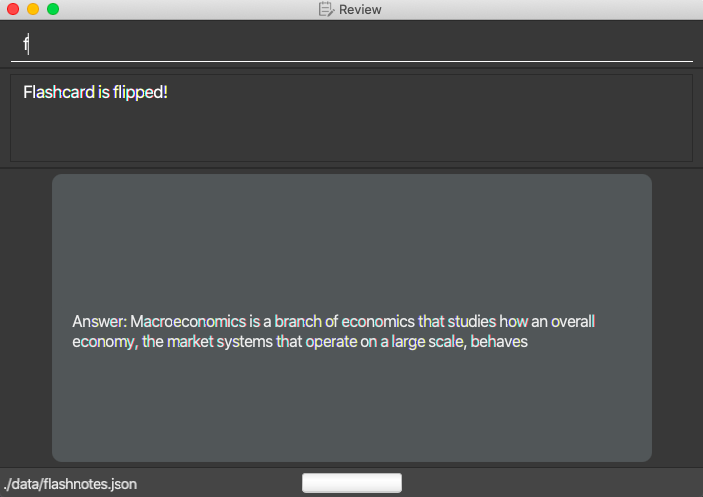 Review
f
Flashcard is flipped!
Answer: Macroeconomics is a branch of economics that studies how an overall
economy, the market systems that operate on a large scale, behaves
./data/flashnotes.json